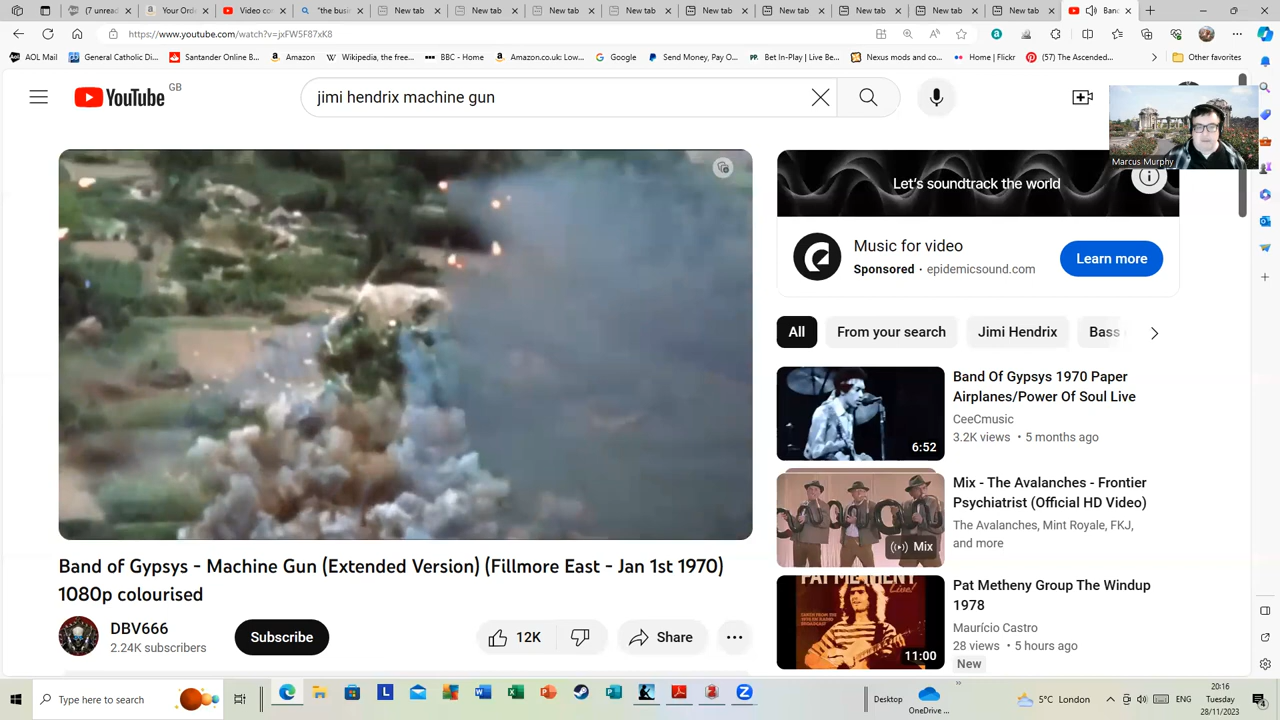 (7 unread
Your Orde
Video con
"the busi
New tab
New tab
New tab
New tab
New tab
New tab
New tab
New tab
New tab
Banc
https://www.youtube.com/watch?v=jxFW5F87xK8
AOL Mail
General Catholic Di...
Santander Online B...
Amazon
Wikipedia, the free...
BBC - Home
Amazon.co.uk: Low...
Google
Send Money, Pay O...
PP. Bet In-Play | Live Be...
Nexus mods and co...
Home | Flickr
(57) The Ascended...
Other favorites
YouTube GB
jimi hendrix machine gun
Marcus Murphy
Let's soundtrack the world
Music for video
Sponsored · epidemicsound.com
Learn more
All
From your search
Jimi Hendrix
Bass
Band Of Gypsys 1970 Paper
Airplanes/Power Of Soul Live
CeeCmusic
3.2K views • 5 months ago
6:52
Mix - The Avalanches - Frontier
Psychiatrist (Official HD Video)
The Avalanches, Mint Royale, FKJ,
and more
Mix
Pat Metheny Group The Windup
1978
Maurício Castro
28 views • 5 hours ago
New
PAT METHENY
Live!
11:00
Band of Gypsys - Machine Gun (Extended Version) (Fillmore East - Jan 1st 1970)
1080p colourised
DBV666
2.24K subscribers
Subscribe
12K
Share
Type here to search
Desktop
OneDrive ...
5°C London
ENG
20:16
Tuesday
28/11/2023
4